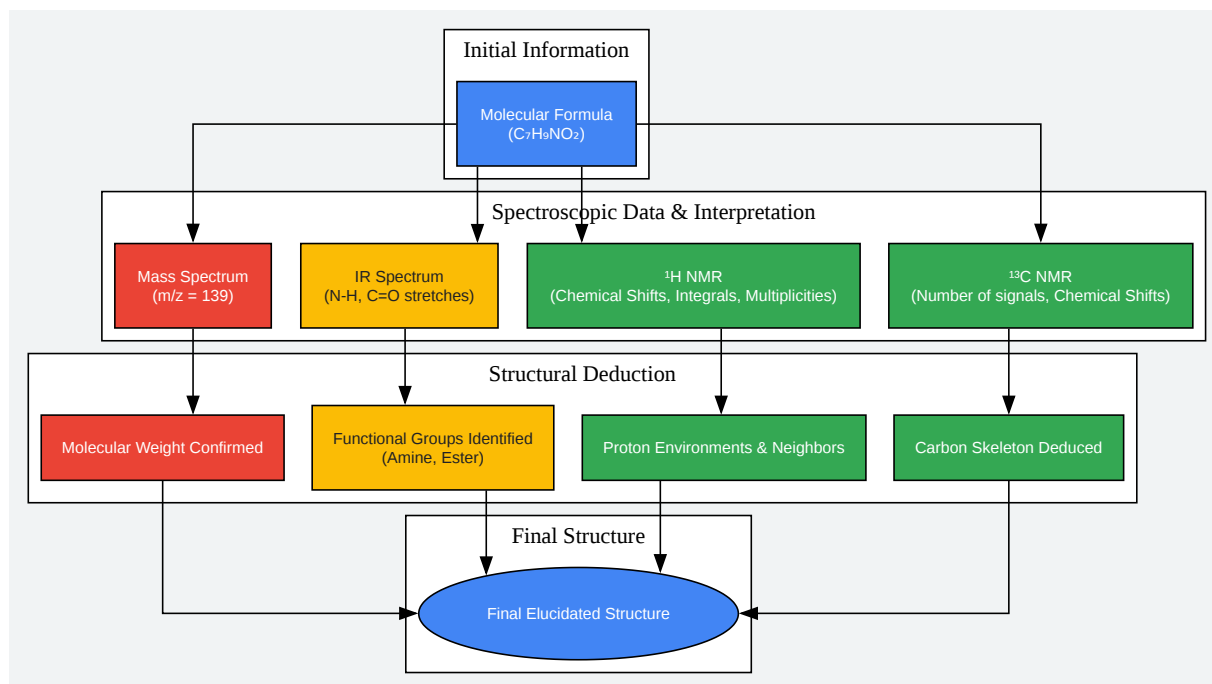 Initial Information
Molecular Formula
(C₇H₉NO₂)
Spectroscopic Data & Interpretation
Mass Spectrum
(m/z = 139)
IR Spectrum
(N-H, C=O stretches)
¹H NMR
(Chemical Shifts, Integrals, Multiplicities)
¹³C NMR
(Number of signals, Chemical Shifts)
Structural Deduction
Molecular Weight Confirmed
Functional Groups Identified
(Amine, Ester)
Proton Environments & Neighbors
Carbon Skeleton Deduced
Final Structure
Final Elucidated Structure